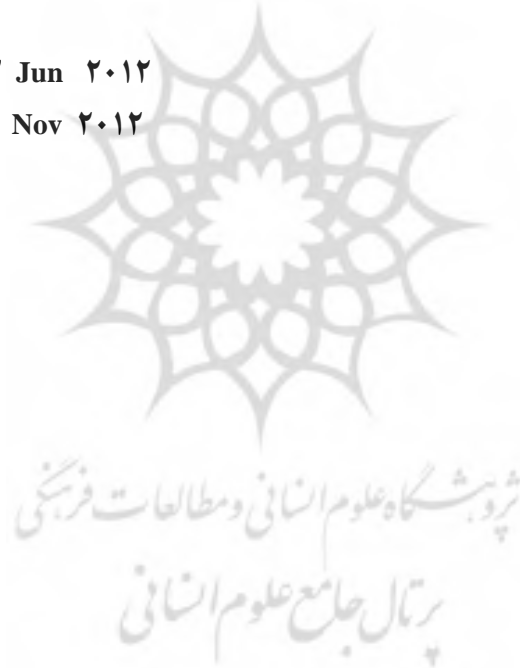 Jun ۲۰۱۲
Nov ۲۰۱۲
پژوهشگاه علوم انسانی و مطالعات فرهنگی
پرتال جامع علوم انسانی